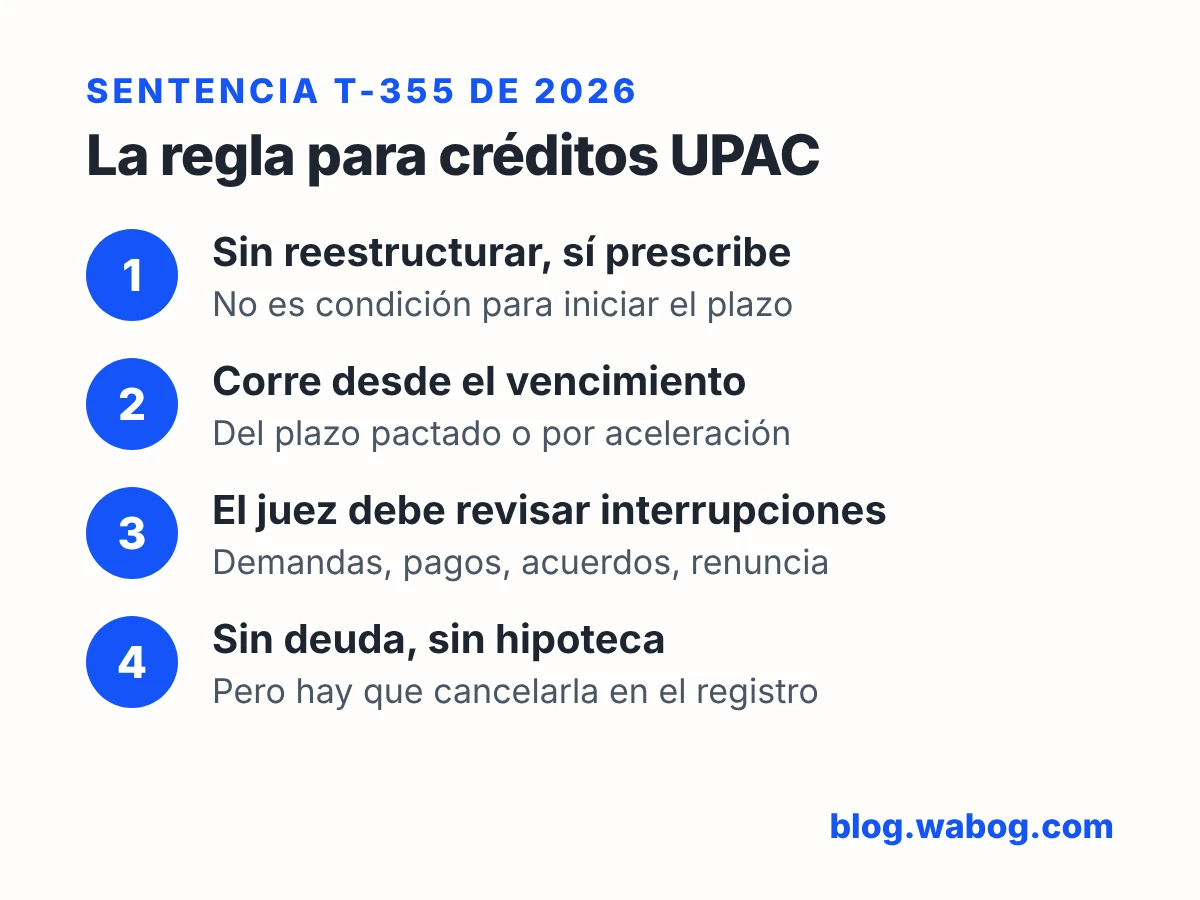 SENTENCIA T-355 DE 2026
La regla para créditos UPAC
1
Sin reestructurar, sí prescribe
No es condición para iniciar el plazo
2
Corre desde el vencimiento
Del plazo pactado o por aceleración
3
El juez debe revisar interrupciones
Demandas, pagos, acuerdos, renuncia
4
Sin deuda, sin hipoteca
Pero hay que cancelarla en el registro
blog.wabog.com